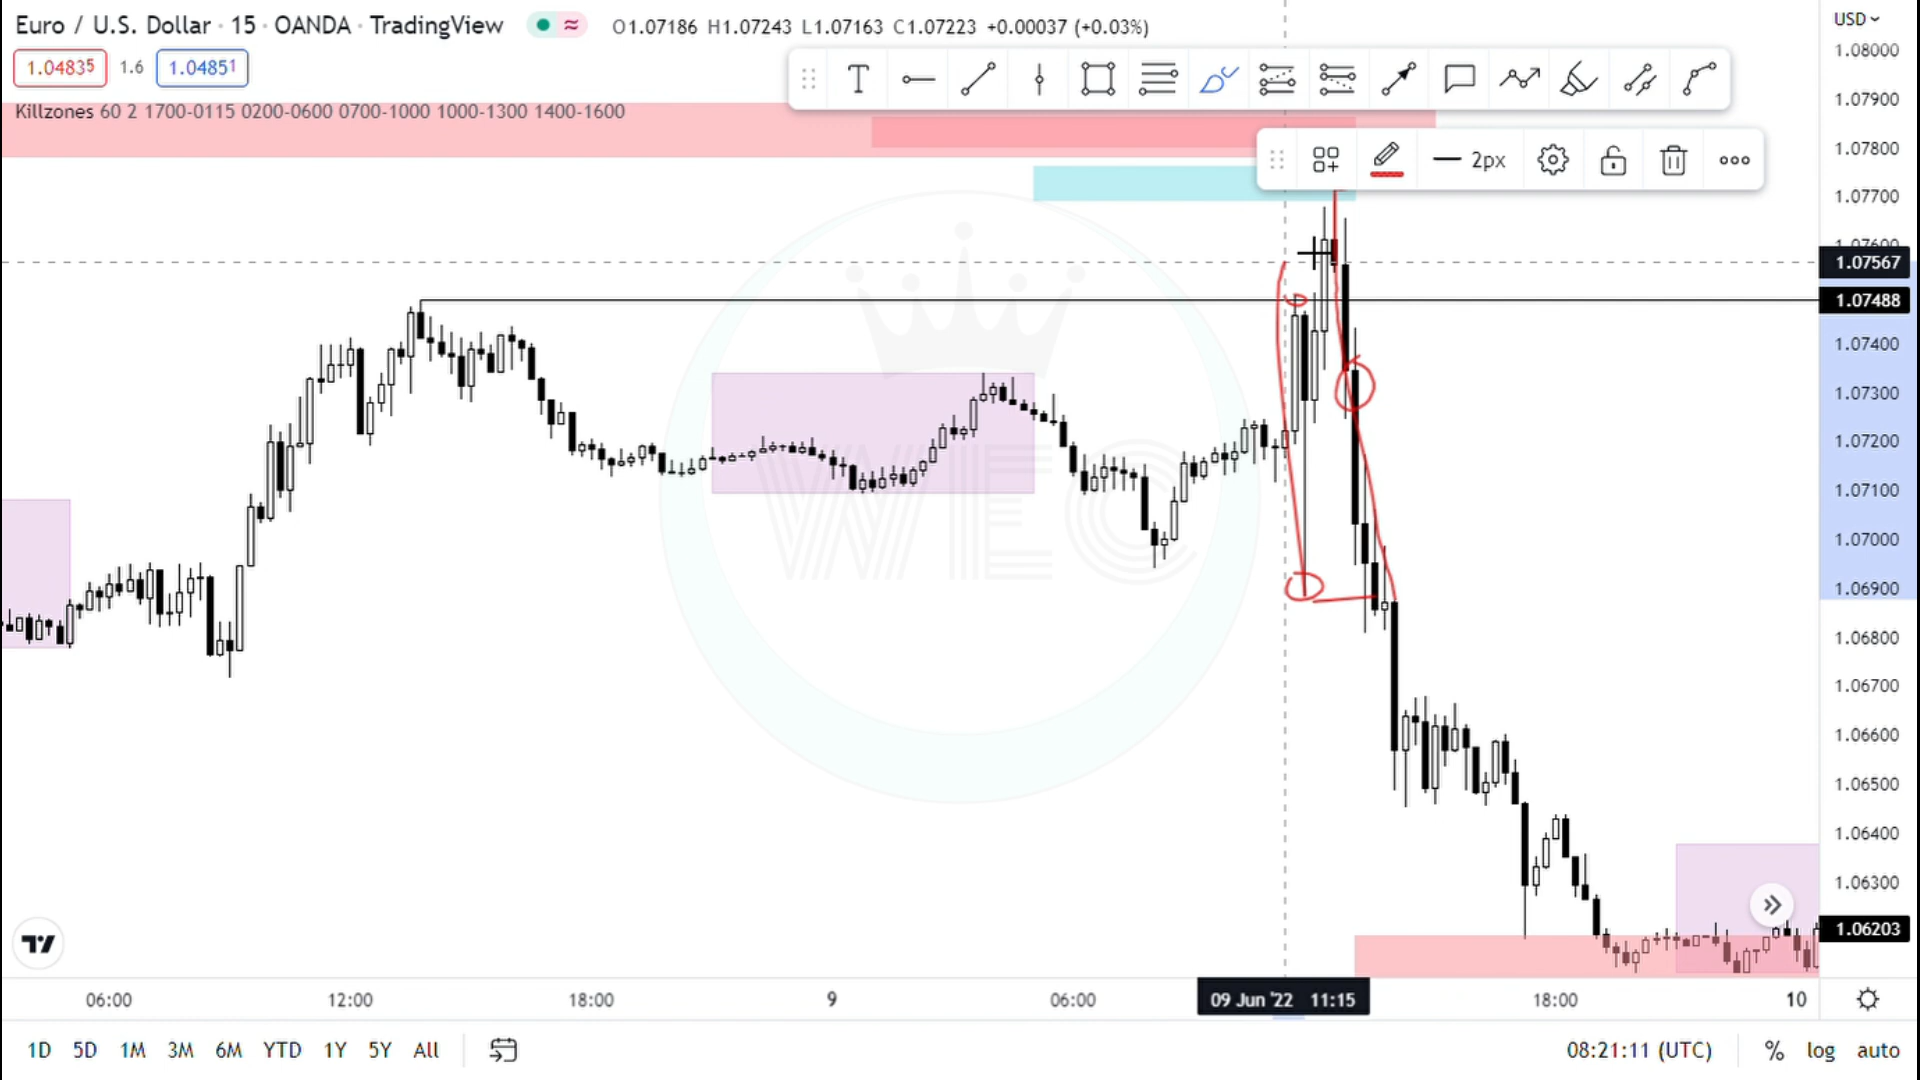 Euro / U.S. Dollar · 15 · OANDA · TradingView ≈ O1.07186 H1.07243 L1.07163 C1.07223 +0.00037 (+0.03%)
USD
1.04835 1.6 1.04851
T
Killzones 60 2 1700-0115 0200-0600 0700-1000 1000-1300 1400-1600
2px
1.08000
1.07900
1.07800
1.07700
1.07600
1.07567
1.07488
1.07400
1.07300
1.07200
1.07100
1.07000
1.06900
1.06800
1.06700
1.06600
1.06500
1.06400
1.06300
1.06203
WEC
06:00 12:00 18:00 9 06:00 09 Jun '22 11:15 18:00 10
1D 5D 1M 3M 6M YTD 1Y 5Y All 08:21:11 (UTC) % log auto